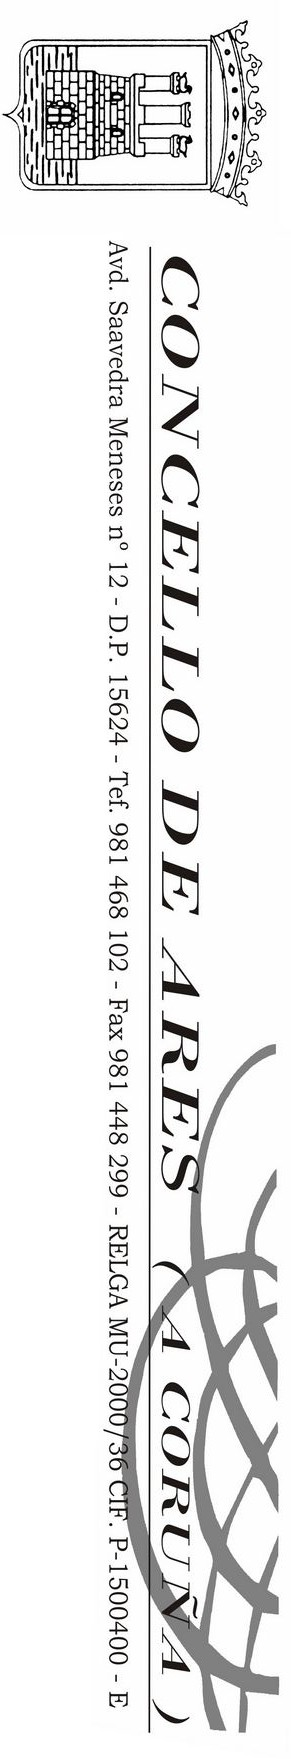 CONCELLO DE ARES ( A CORUÑA )
Avd. Saavedra Meneses nº 12 - D.P. 15624 - Tef. 981 468 102 - Fax 981 448 299 - RELGA MU-2000/36 CIF. P-1500400 - E